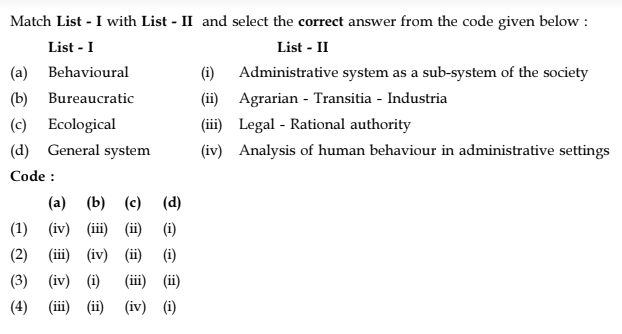 Match List - I with List - II and select the correct answer from the code given below :
List - I List - II
(a) Behavioural (i) Administrative system as a sub-system of the society
(b) Bureaucratic (ii) Agrarian - Transitia - Industria
(c) Ecological (iii) Legal - Rational authority
(d) General system (iv) Analysis of human behaviour in administrative settings
Code :
(a) (b) (c) (d)
(1) (iv) (iii) (ii) (i)
(2) (iii) (iv) (ii) (i)
(3) (iv) (i) (iii) (ii)
(4) (iii) (ii) (iv) (i)